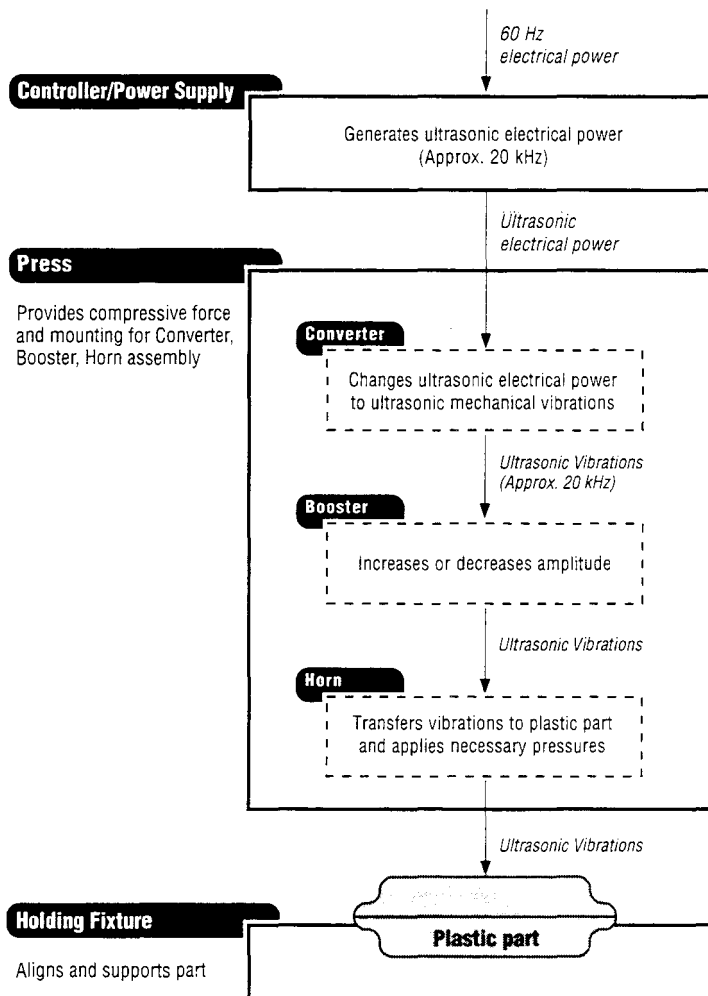 60 Hz
electrical power
Controller/Power Supply
Generates ultrasonic electrical power
(Approx. 20 kHz)
Ultrasonic
electrical power
Press
Provides compressive force
and mounting for Converter,
Booster, Horn assembly
Converter
Changes ultrasonic electrical power
to ultrasonic mechanical vibrations
Ultrasonic Vibrations
(Approx. 20 kHz)
Booster
Increases or decreases amplitude
Ultrasonic Vibrations
Horn
Transfers vibrations to plastic part
and applies necessary pressures
Ultrasonic Vibrations
Holding Fixture
Plastic part
Aligns and supports part